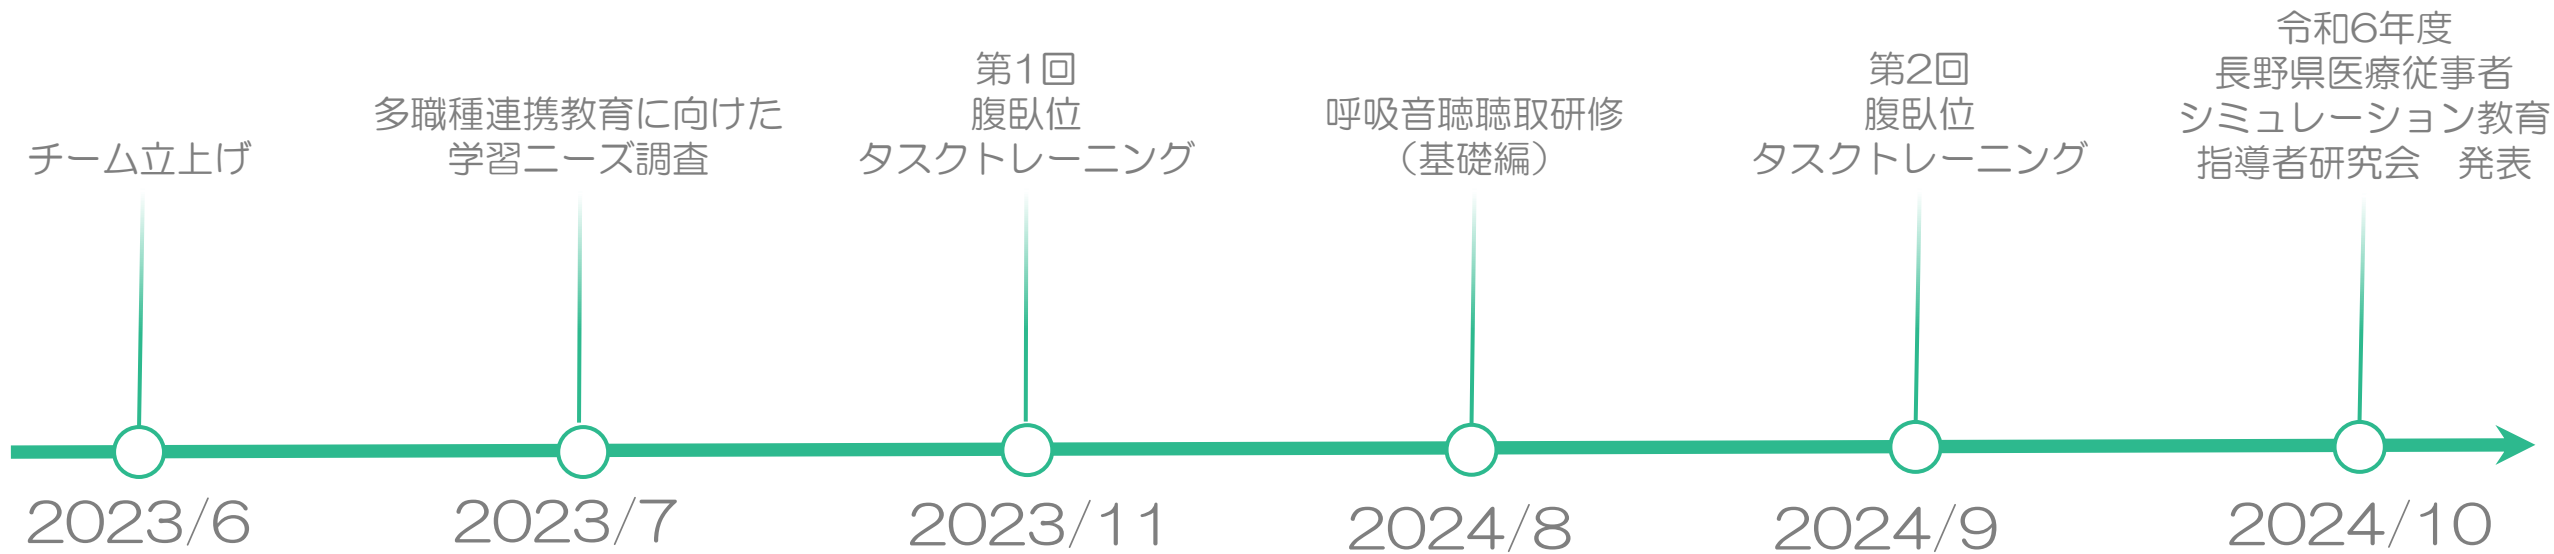 チーム立上げ
多職種連携教育に向けた
学習ニーズ調査
第1回
腹臥位
タスクトレーニング
呼吸音聴聴取研修
（基礎編）
第2回
腹臥位
タスクトレーニング
令和6年度
長野県医療従事者
シミュレーション教育
指導者研究会　発表
2023/6
2023/7
2023/11
2024/8
2024/9
2024/10